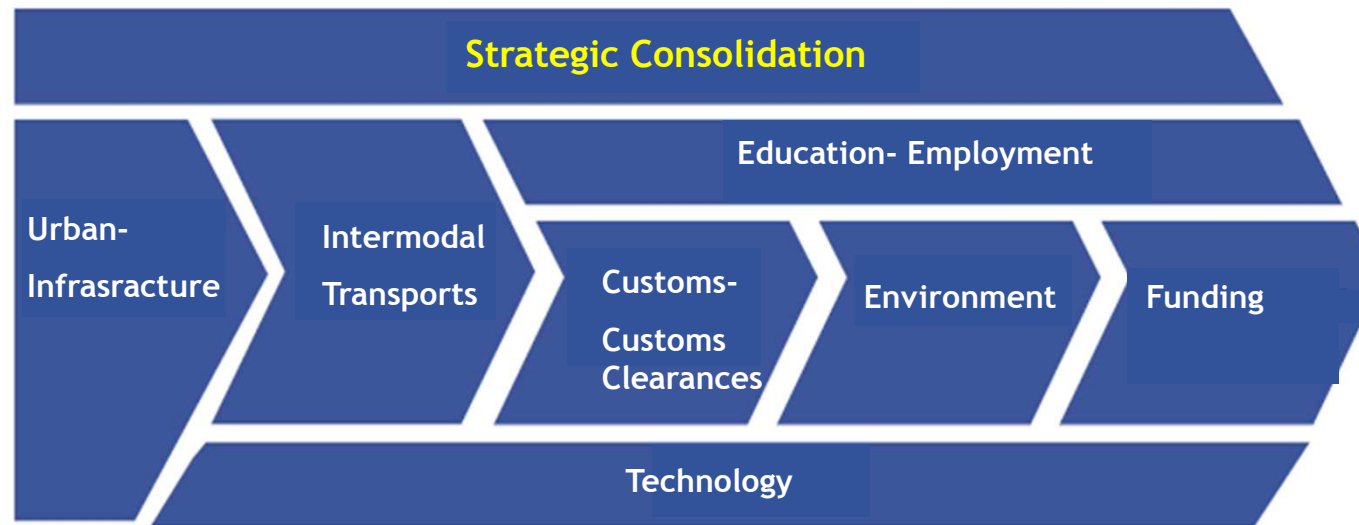 Strategic Consolidation
Education- Employment
Urban-
Infrasracture
Intermodal
Transports
Customs-
Customs
Clearances
Environment
Funding
Technology